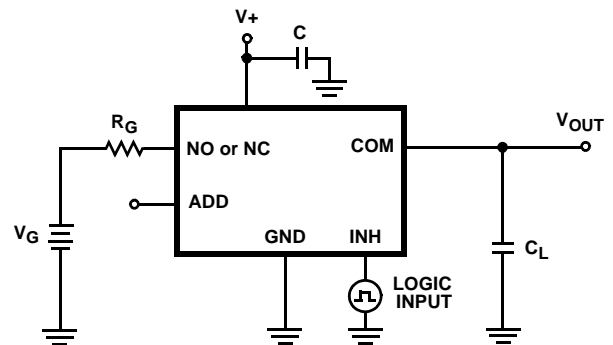 V+
C
RG
NO or NC
COM
VOUT
ADD
VG
GND
INH
CL
LOGIC
INPUT